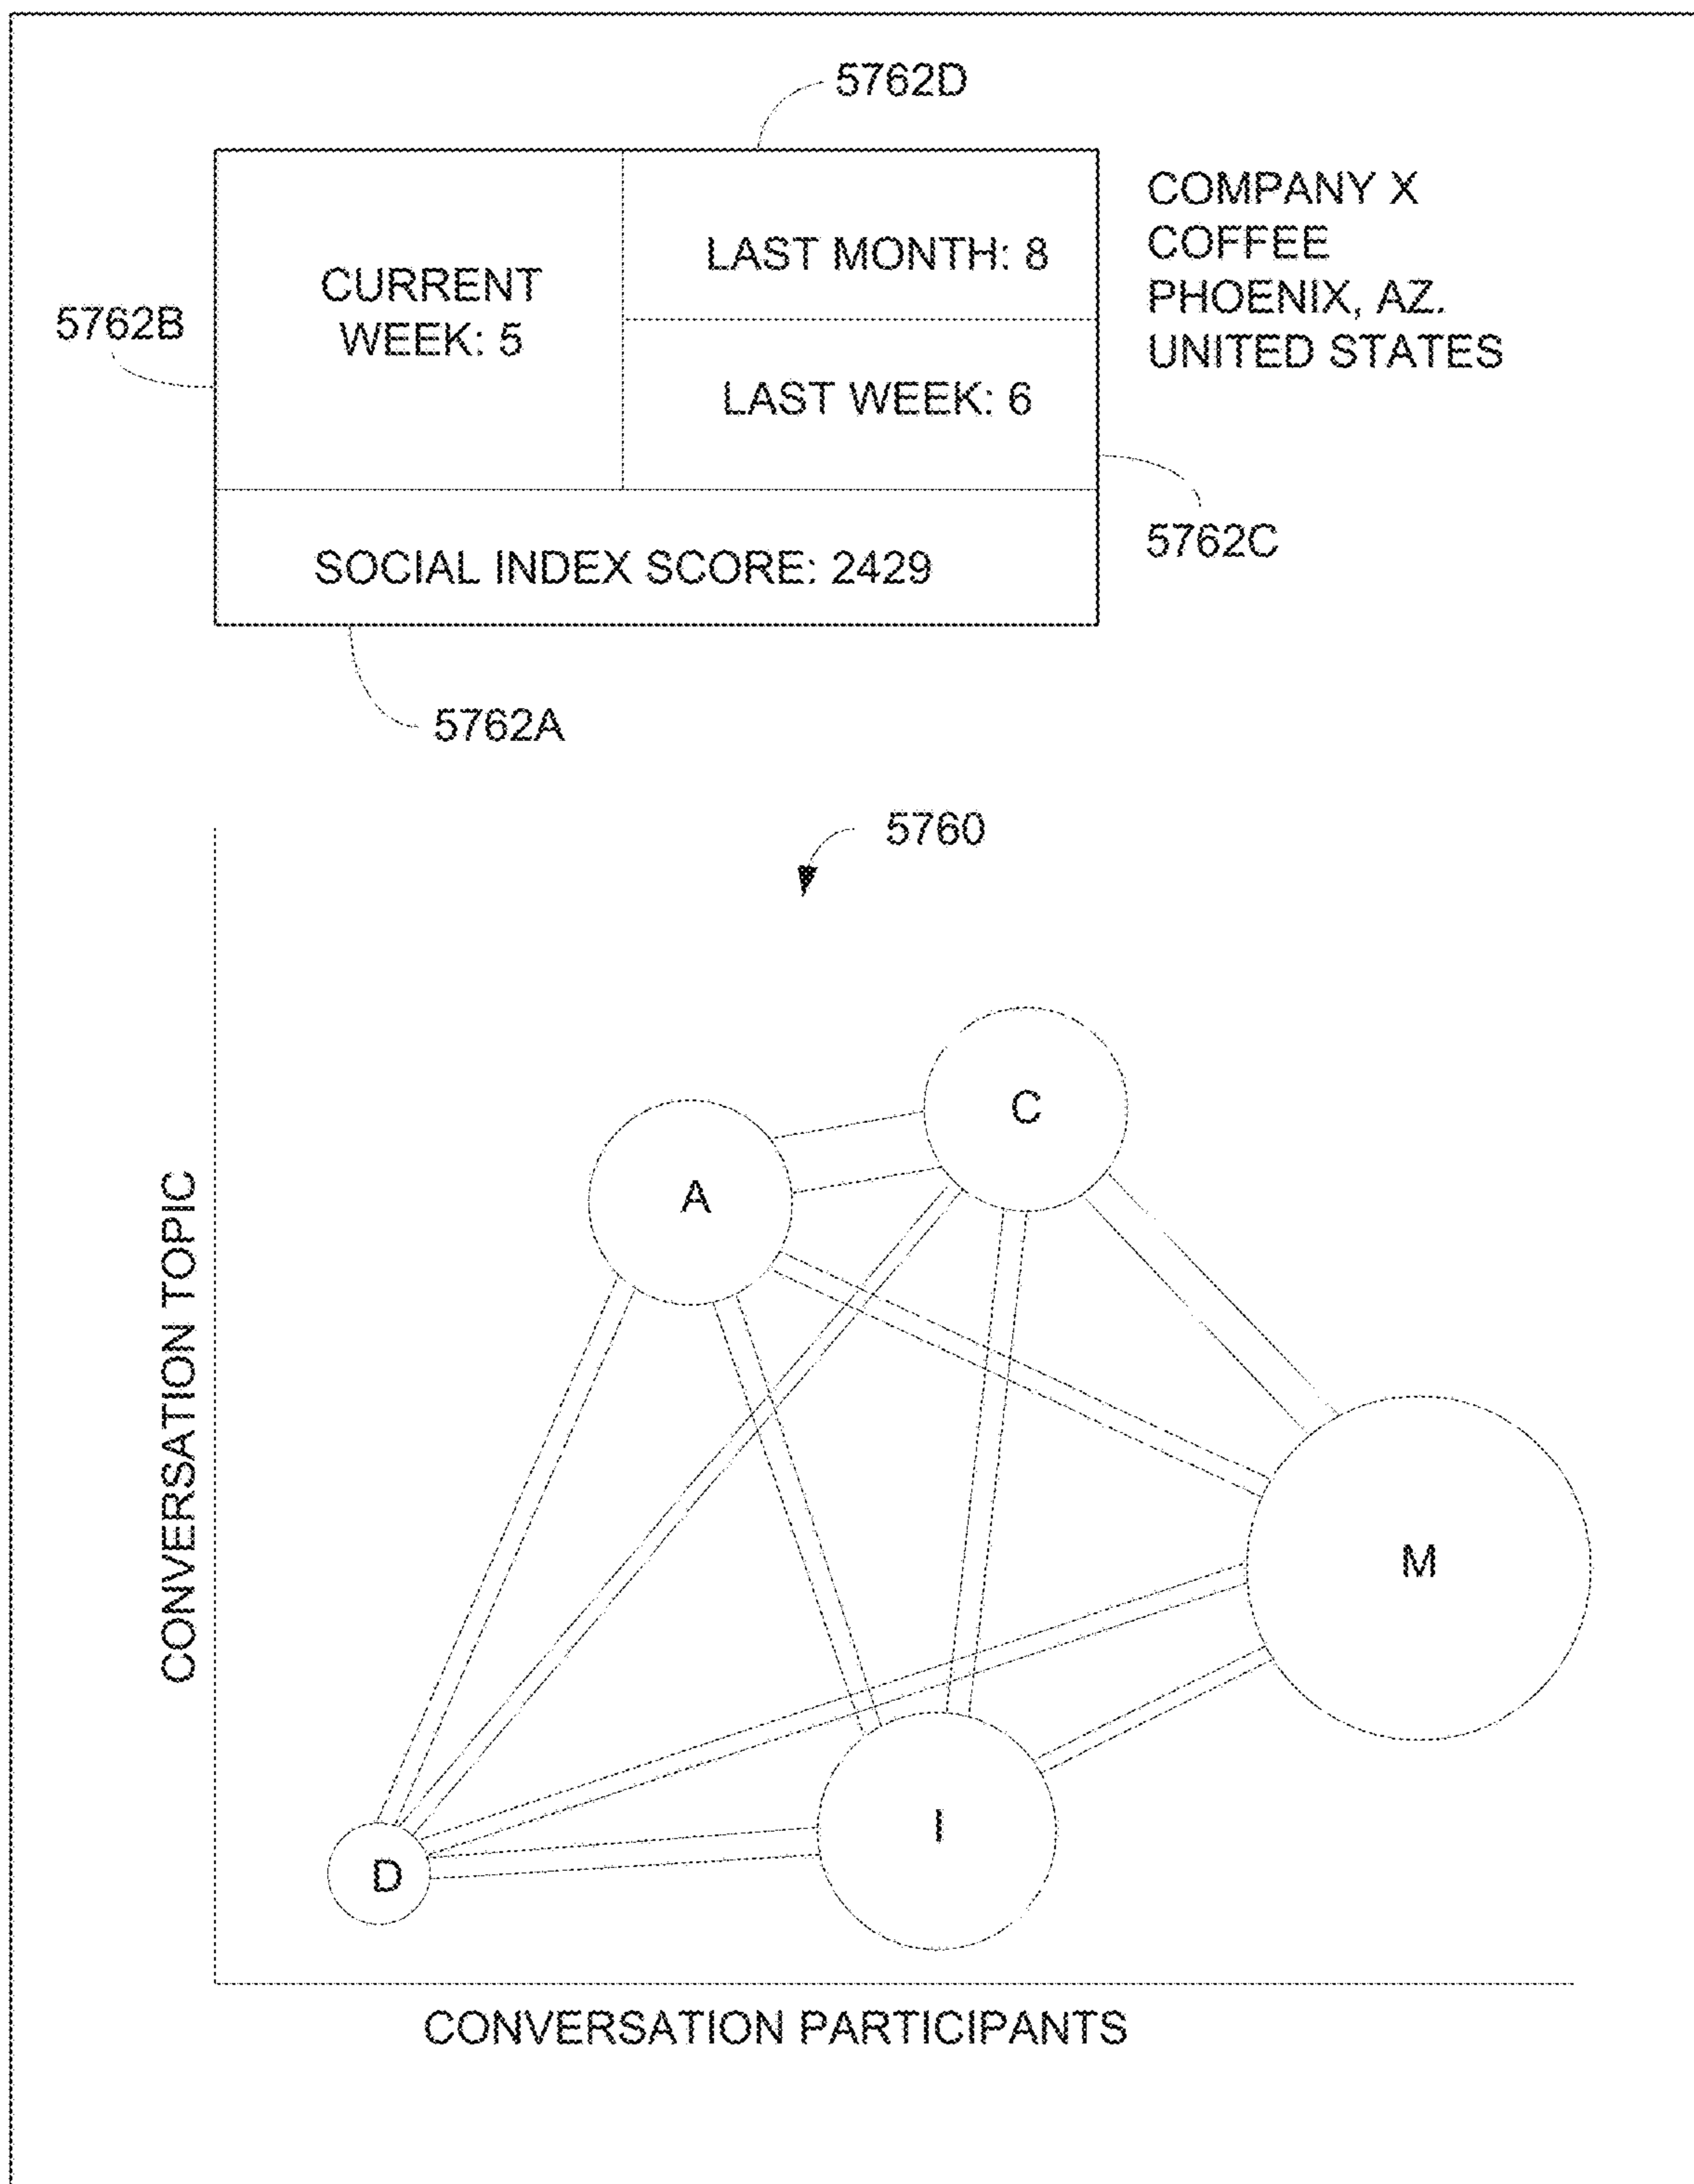 5762D
COMPANY X
COFFEE
PHOENIX, AZ.
UNITED STATES
LAST MONTH: 8
CURRENT
WEEK: 5
5762B
LAST WEEK: 6
5762C
SOCIAL INDEX SCORE: 2429
5762A
5760
C
A
CONVERSATION TOPIC
M
I
D
CONVERSATION PARTICIPANTS